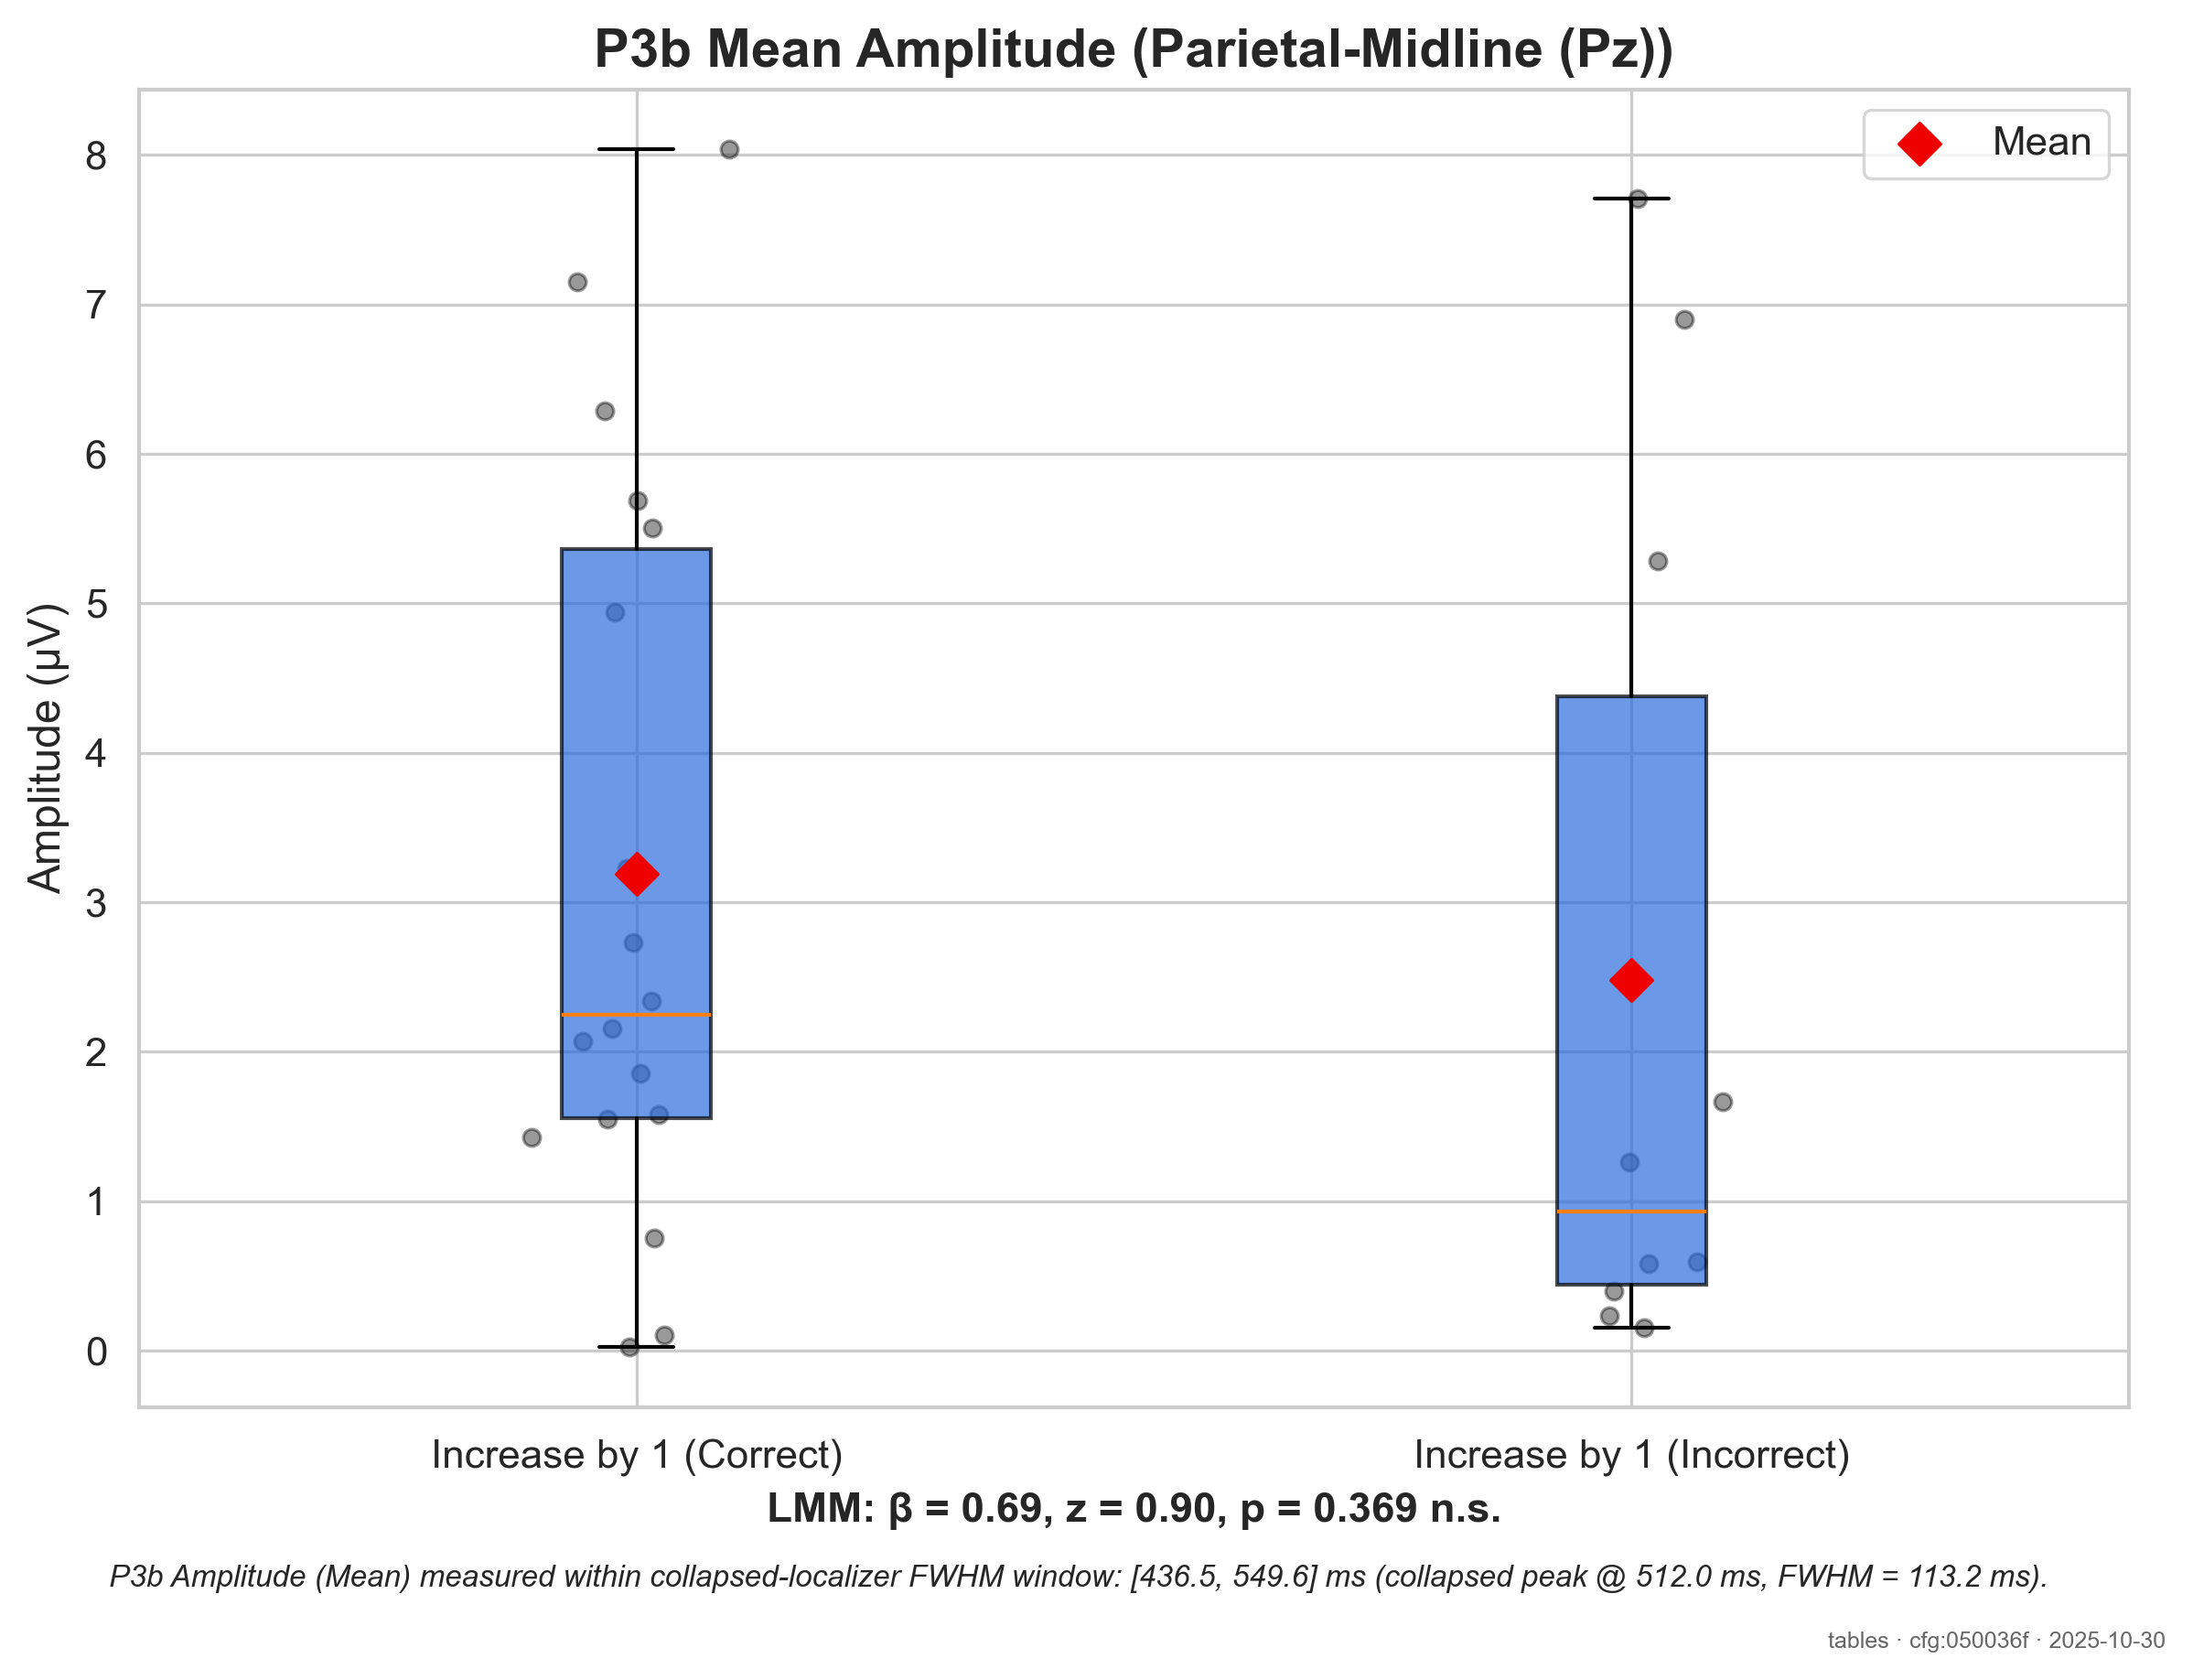 P3b Mean Amplitude (Parietal-Midline (Pz))
Mean
8
7
6
5
4
3
2
1
0
Amplitude (µV)
Increase by 1 (Correct)
Increase by 1 (Incorrect)
LMM: β = 0.69, z = 0.90, p = 0.369 n.s.
P3b Amplitude (Mean) measured within collapsed-localizer FWHM window: [436.5, 549.6] ms (collapsed peak @ 512.0 ms, FWHM = 113.2 ms).
tables · cfg:050036f · 2025-10-30